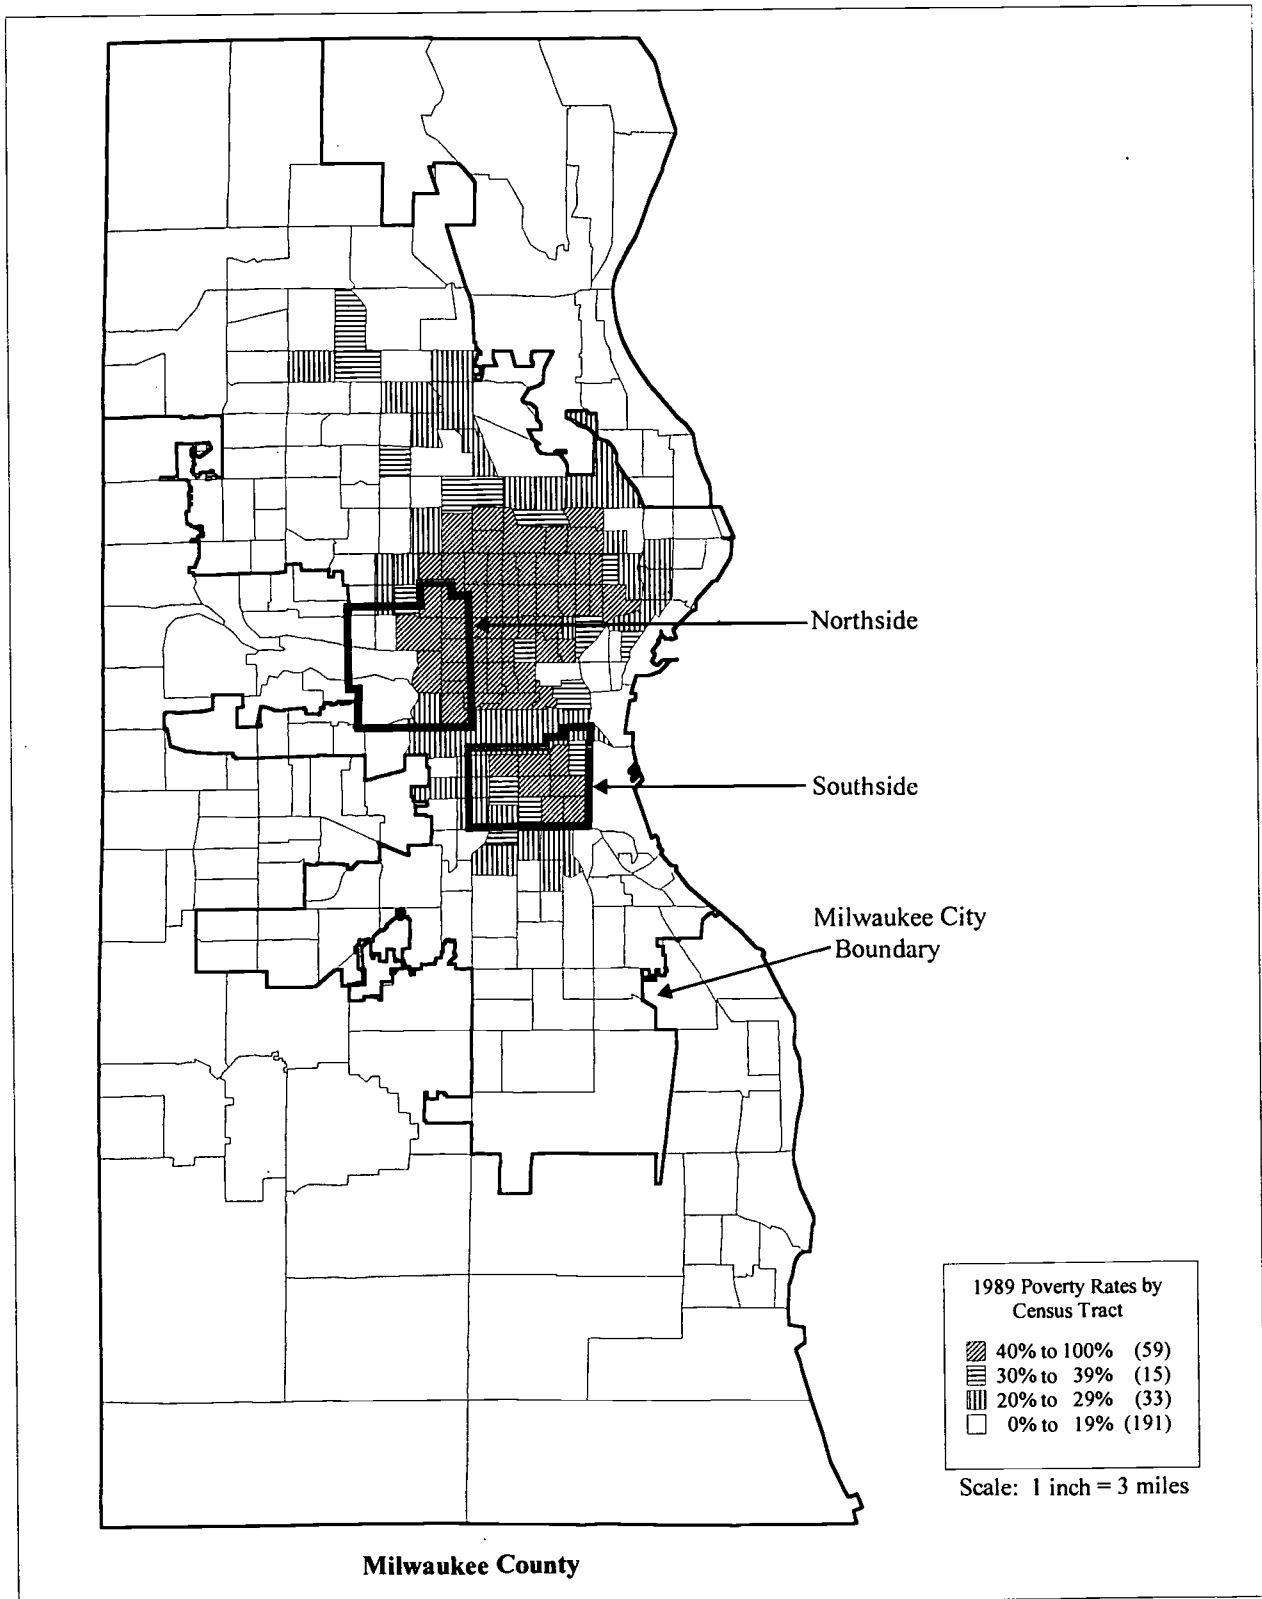 Northside
Southside
Milwaukee City
Boundary
1989 Poverty Rates by
Census Tract
40% to 100% (59)
30% to 39% (15)
20% to 29% (33)
0% to 19% (191)
Scale: 1 inch = 3 miles
Milwaukee County